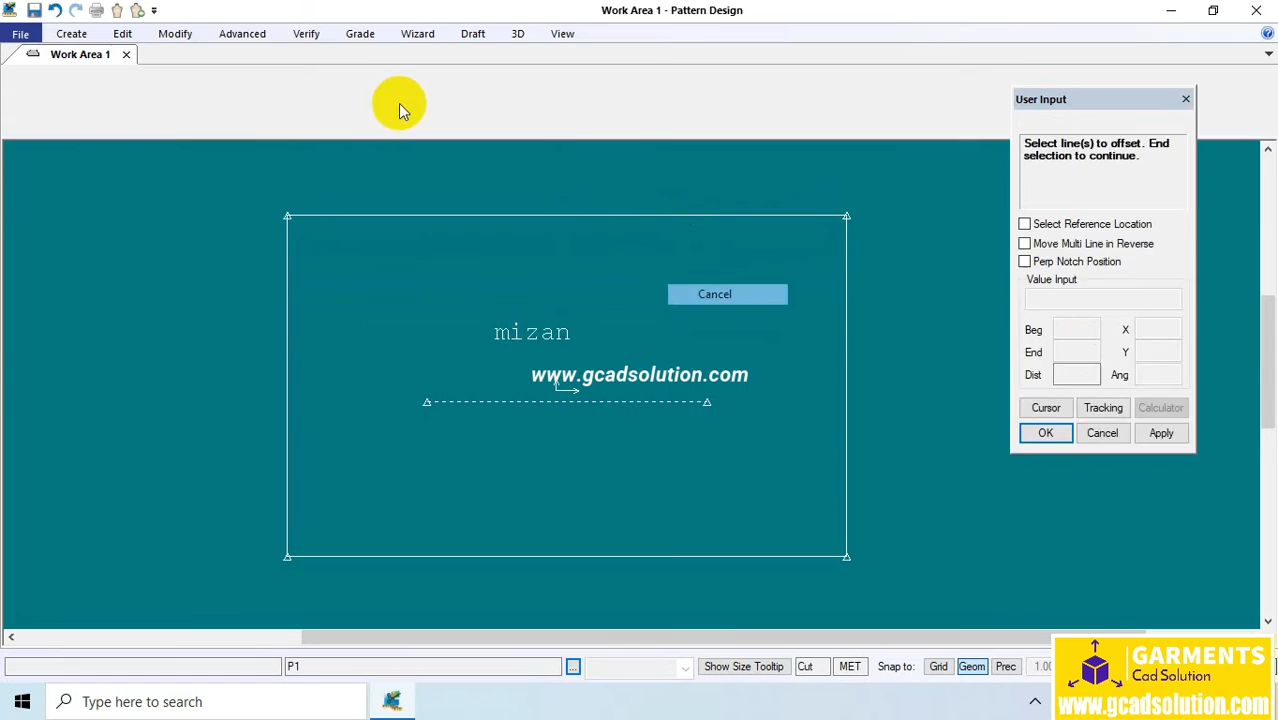 Work Area 1 - Pattern Design
File Create Edit Modify Advanced Verify Grade Wizard Draft 3D View
Work Area 1
User Input
Select line(s) to offset. End
selection to continue.
Select Reference Location
Move Multi Line in Reverse
Perp Notch Position
Value Input
Beg X
End Y
Dist Ang
Cursor Tracking Calculator
OK Cancel Apply
Cancel
mizan
www.gcadsolution.com
P1 ... Show Size Tooltip Cut MET Snap to: Grid Geom Prec 1.00
Type here to search
GARMENTS
Cad Solution
www.gcadsolution.com